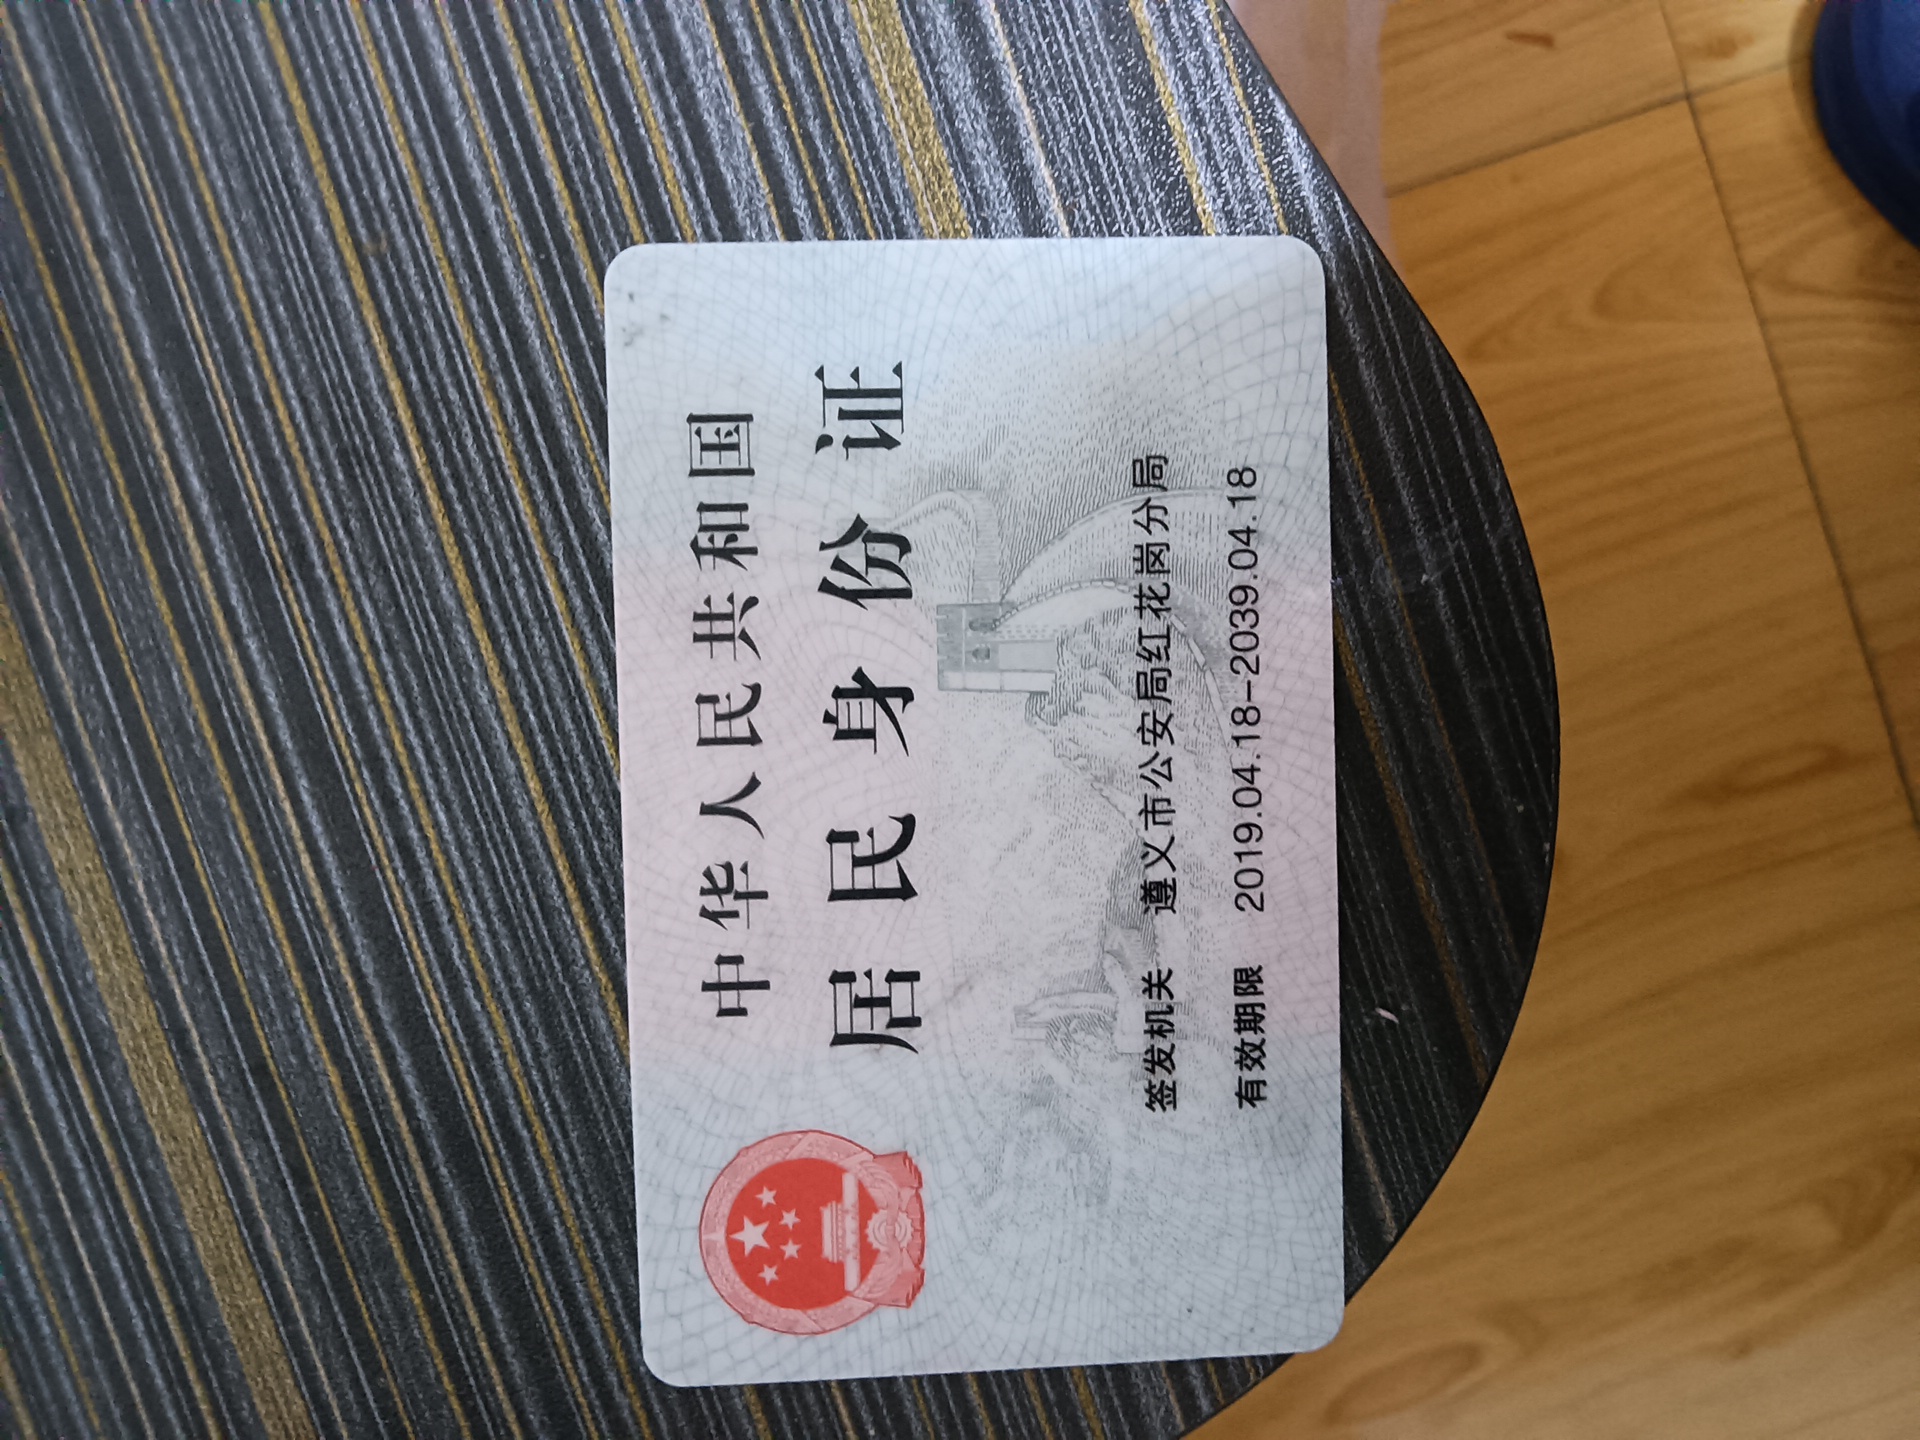 中华人民共和国
居民身份证
签发机关 遵义市公安局红花岗分局
有效期限 2019.04.18-2039.04.18